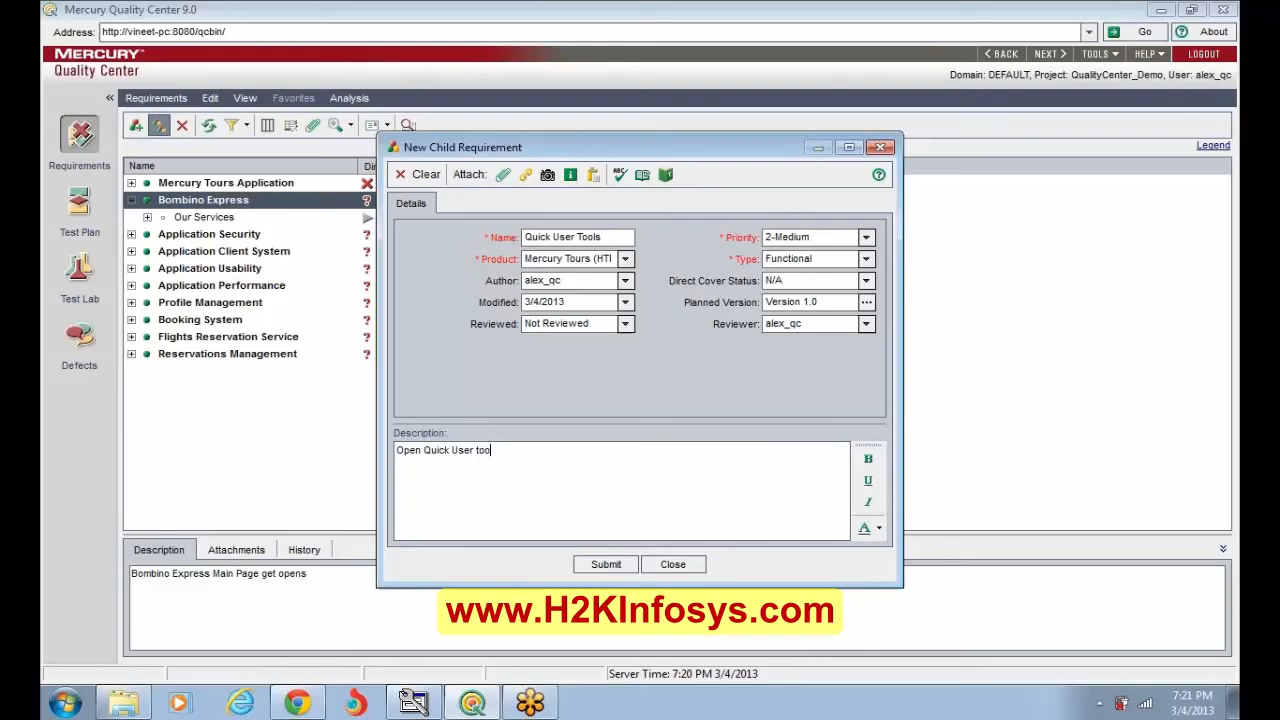 Mercury Quality Center 9.0
Address: http://vineet-pc:8080/qcbin/ Go About
MERCURY™ BACK NEXT TOOLS HELP LOGOUT
Quality Center
Domain: DEFAULT, Project: QualityCenter_Demo, User: alex_qc
« Requirements Edit View Favorites Analysis
Legend
Requirements
Test Plan
Test Lab
Defects
Name Dir
Mercury Tours Application
Bombino Express
Our Services
Application Security
Application Client System
Application Usability
Application Performance
Profile Management
Booking System
Flights Reservation Service
Reservations Management
New Child Requirement
Clear Attach:
Details
* Name: Quick User Tools * Priority: 2-Medium
* Product: Mercury Tours (HTI * Type: Functional
Author: alex_qc Direct Cover Status: N/A
Modified: 3/4/2013 Planned Version: Version 1.0 ...
Reviewed: Not Reviewed Reviewer: alex_qc
Description:
Open Quick User too
B
U
I
A
Submit Close
Description Attachments History
Bombino Express Main Page get opens
www.H2KInfosys.com
Server Time: 7:20 PM 3/4/2013
7:21 PM
3/4/2013